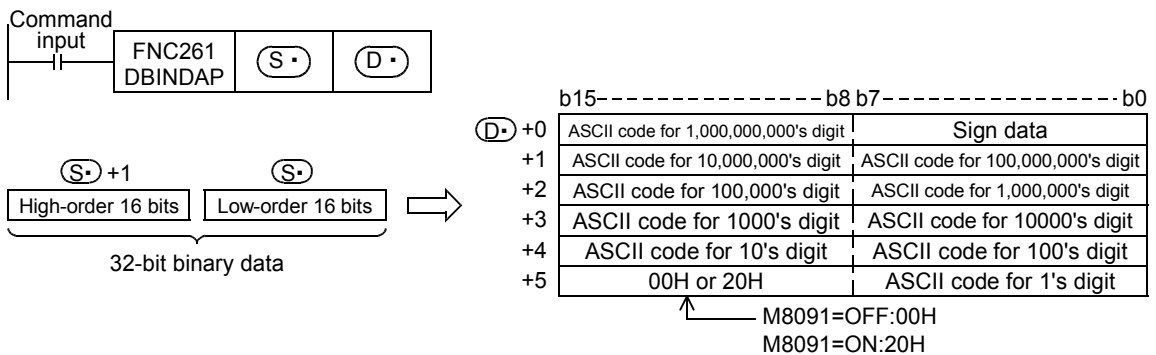 Command
input
FNC261
DBINDAP
S·
D·
b15 b8 b7 b0
D· +0 ASCII code for 1,000,000,000's digit Sign data
+1 ASCII code for 10,000,000's digit ASCII code for 100,000,000's digit
+2 ASCII code for 100,000's digit ASCII code for 1,000,000's digit
+3 ASCII code for 1000's digit ASCII code for 10000's digit
+4 ASCII code for 10's digit ASCII code for 100's digit
+5 00H or 20H ASCII code for 1's digit
S· +1 S·
High-order 16 bits Low-order 16 bits
32-bit binary data
M8091=OFF:00H
M8091=ON:20H